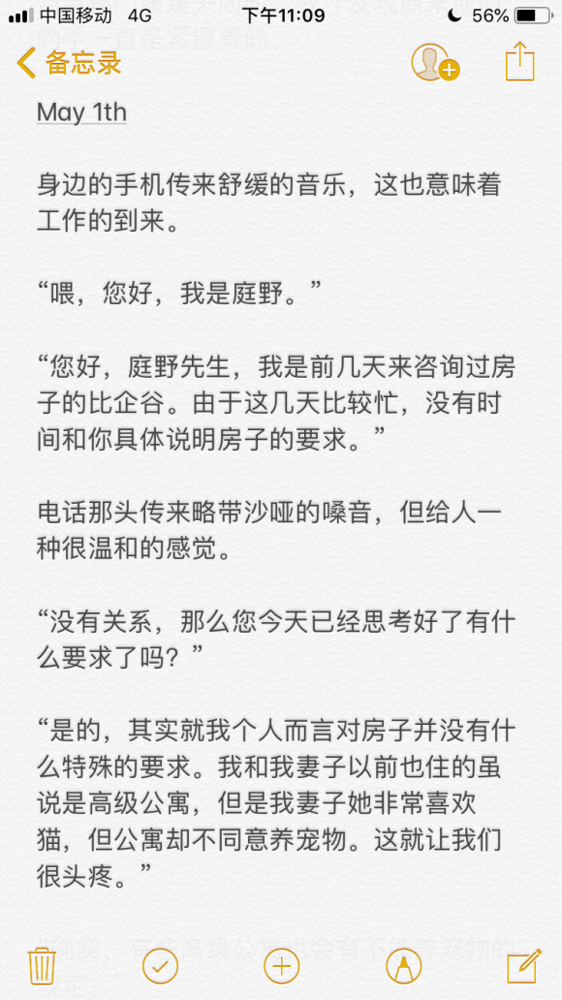 中国移动 4G 下午11:09 56%
备忘录
May 1th
身边的手机传来舒缓的音乐，这也意味着
工作的到来。
“喂，您好，我是庭野。”
“您好，庭野先生，我是前几天来咨询过房
子的比企谷。由于这几天比较忙，没有时
间和你具体说明房子的要求。”
电话那头传来略带沙哑的嗓音，但给人一
种很温和的感觉。
“没有关系，那么您今天已经思考好了有什
么要求了吗？”
“是的，其实就我个人而言对房子并没有什
么特殊的要求。我和我妻子以前也住的虽
说是高级公寓，但是我妻子她非常喜欢
猫，但公寓却不同意养宠物。这就让我们
很头疼。”